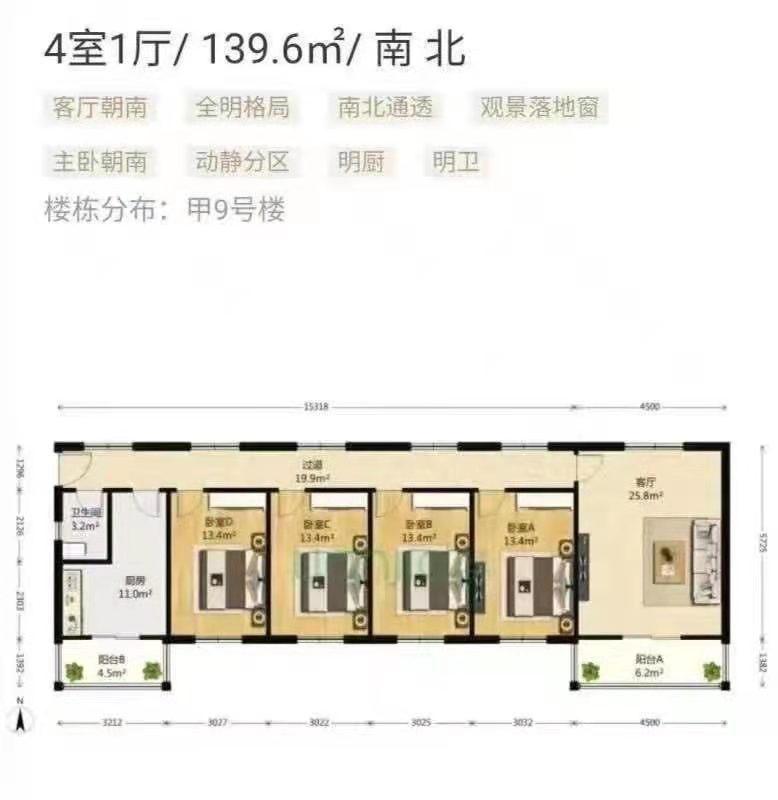 4室1厅/ 139.6㎡/ 南 北
客厅朝南 全明格局 南北通透 观景落地窗
主卧朝南 动静分区 明厨 明卫
楼栋分布：甲9号楼
15318 4500
过道
19.9m²
客厅
25.8m²
卫生间
3.2m²
卧室D
13.4m²
卧室C
13.4m²
卧室B
13.4m²
卧室A
13.4m²
厨房
11.0m²
阳台B
4.5m²
阳台A
6.2m²
1296
2126
2303
1392
5725
1382
N
3212 3027 3022 3025 3032 4500